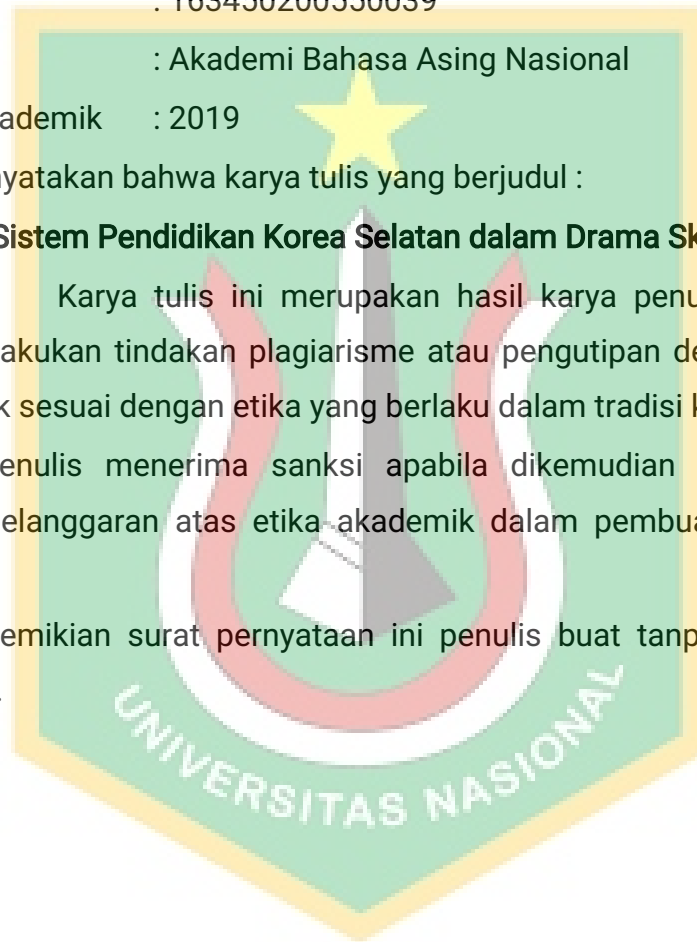 : 163450200550039
: Akademi Bahasa Asing Nasional
ademik : 2019
nyatakan bahwa karya tulis yang berjudul :
Sistem Pendidikan Korea Selatan dalam Drama Sk
Karya tulis ini merupakan hasil karya penu
akukan tindakan plagiarisme atau pengutipan de
k sesuai dengan etika yang berlaku dalam tradisi k
enulis menerima sanksi apabila dikemudian
elanggaran atas etika akademik dalam pembua
emikian surat pernyataan ini penulis buat tanp
UNIVERSITAS NASIONAL